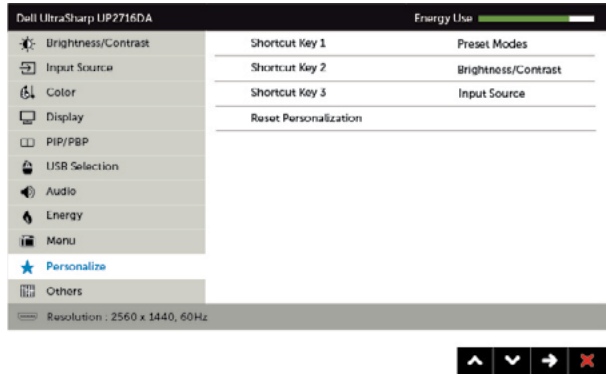 Dell UltraSharp UP2716DA Energy Use
Brightness/Contrast Shortcut Key 1 Preset Modes
Input Source Shortcut Key 2 Brightness/Contrast
Color Shortcut Key 3 Input Source
Display Reset Personalization
PIP/PBP
USB Selection
Audio
Energy
Menu
Personalize
Others
Resolution : 2560 x 1440, 60Hz